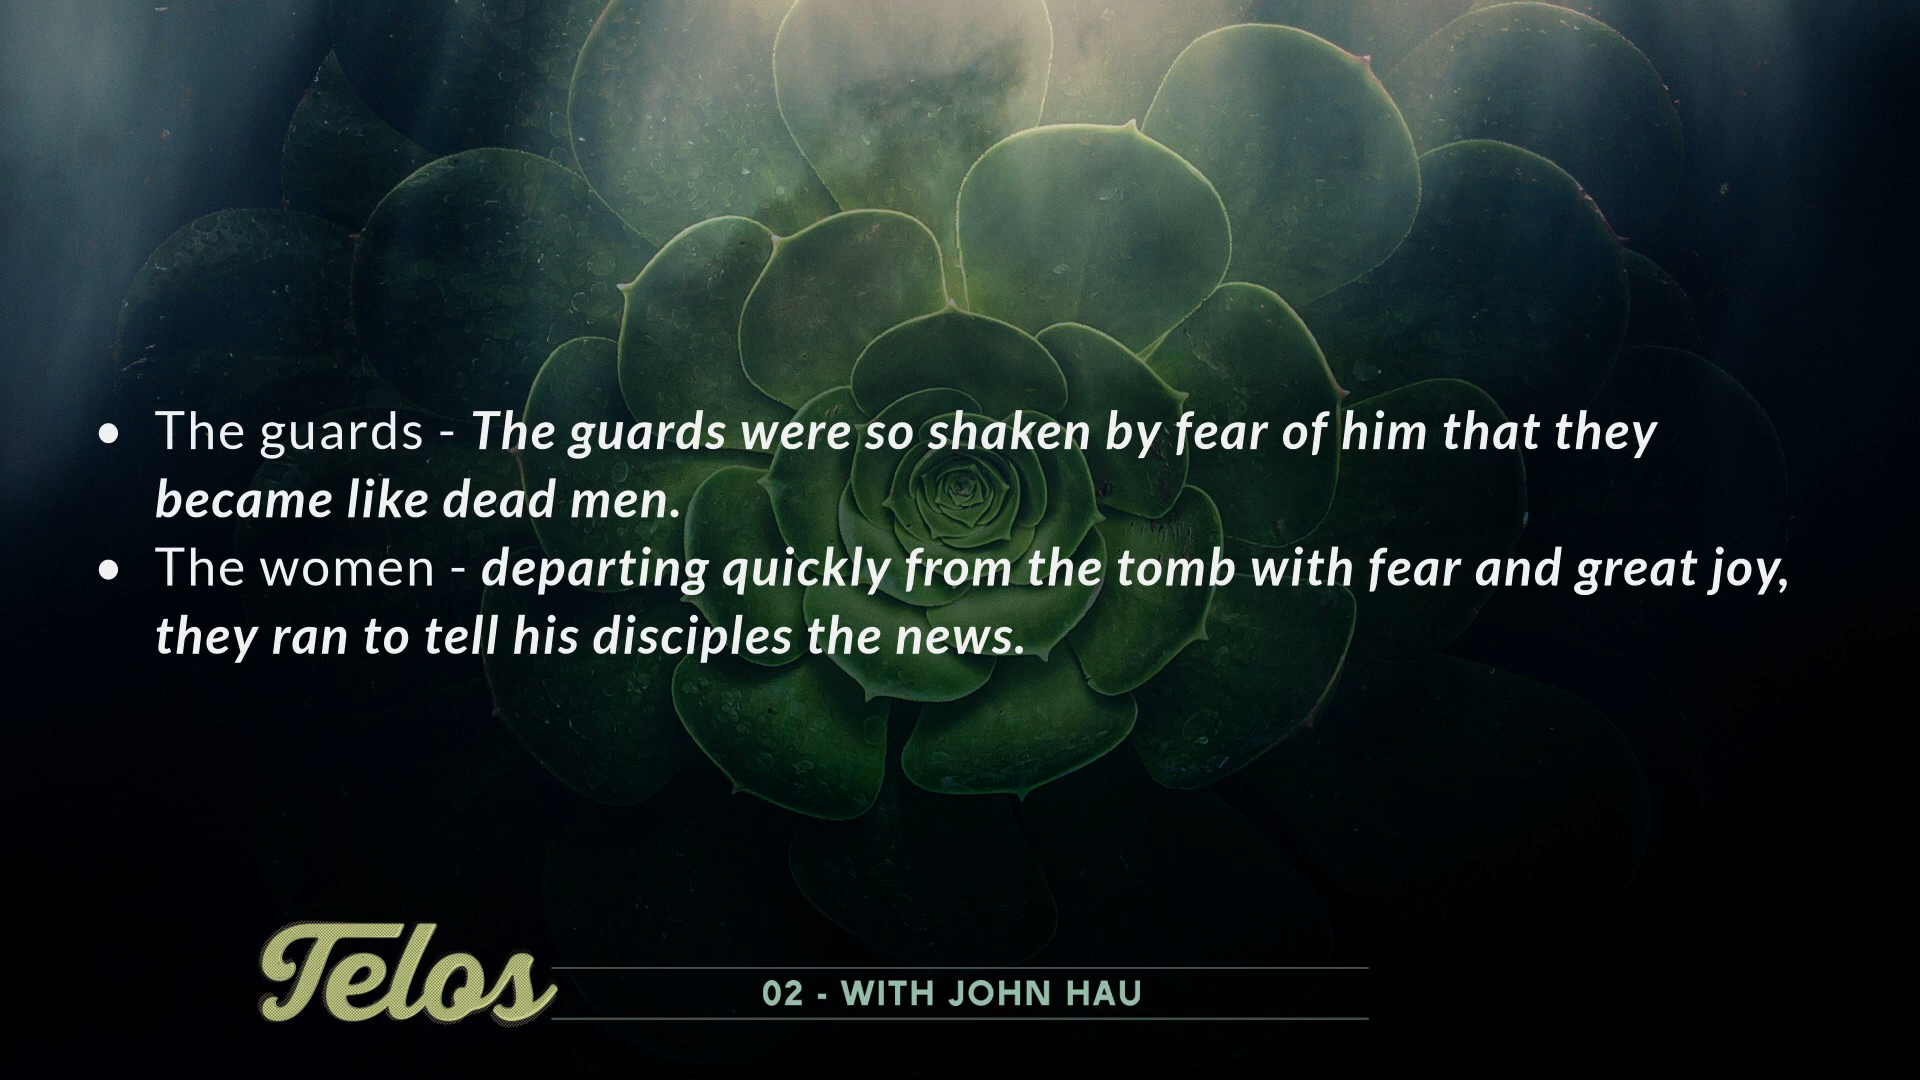 • The guards - The guards were so shaken by fear of him that they
became like dead men.
• The women - departing quickly from the tomb with fear and great joy,
they ran to tell his disciples the news.
Telos
02 - WITH JOHN HAU